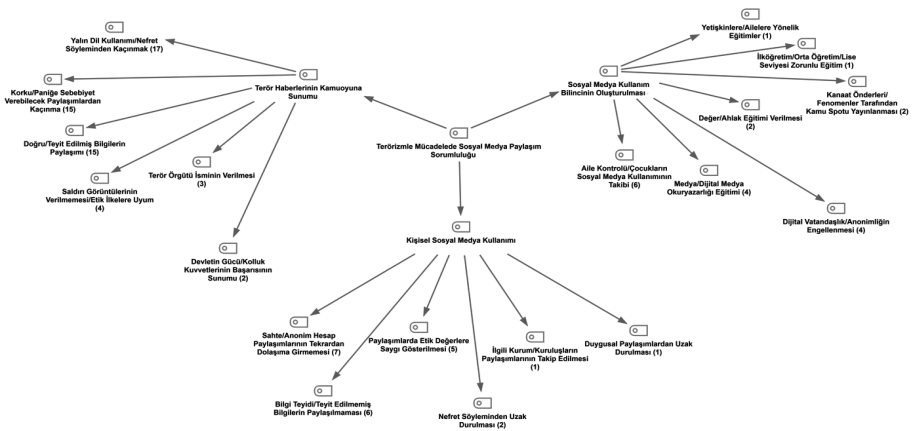 Yalın Dil Kullanımı/Nefret
Söyleminden Kaçınmak (17)
Korku/Paniğe Sebebiyet
Verebilecek Paylaşımlardan
Kaçınma (15)
Doğru/Teyit Edilmiş Bilgilerin
Paylaşımı (15)
Saldırı Görüntülerinin
Verilmemesi/Etik İlkelere Uyum
(4)
Terör Örgütü İsminin Verilmesi
(3)
Devletin Gücü/Kolluk
Kuvvetlerinin Başarısının
Sunumu (2)
Terör Haberlerinin Kamuoyuna
Sunumu
Terörizmle Mücadelede Sosyal Medya Paylaşım
Sorumluluğu
Sosyal Medya Kullanım
Bilincinin Oluşturulması
Yetişkinlere/Ailelere Yönelik
Eğitimler (1)
İlköğretim/Orta Öğretim/Lise
Seviyesi Zorunlu Eğitim (1)
Kanaat Önderleri/
Fenomenler Tarafından
Kamu Spotu Yayınlanması (2)
Değer/Ahlak Eğitimi Verilmesi
(2)
Aile Kontrolü/Çocukların
Sosyal Medya Kullanımının
Takibi (6)
Medya/Dijital Medya
Okuryazarlığı Eğitimi (4)
Dijital Vatandaşlık/Anonimliğin
Engellenmesi (4)
Kişisel Sosyal Medya Kullanımı
Sahte/Anonim Hesap
Paylaşımlarının Tekrardan
Dolaşıma Girmemesi (7)
Paylaşımlarda Etik Değerlere
Saygı Gösterilmesi (5)
İlgili Kurum/Kuruluşların
Paylaşımlarının Takip Edilmesi
(1)
Duygusal Paylaşımlardan Uzak
Durulması (1)
Bilgi Teyidi/Teyit Edilmemiş
Bilgilerin Paylaşılmaması (6)
Nefret Söyleminden Uzak
Durulması (2)